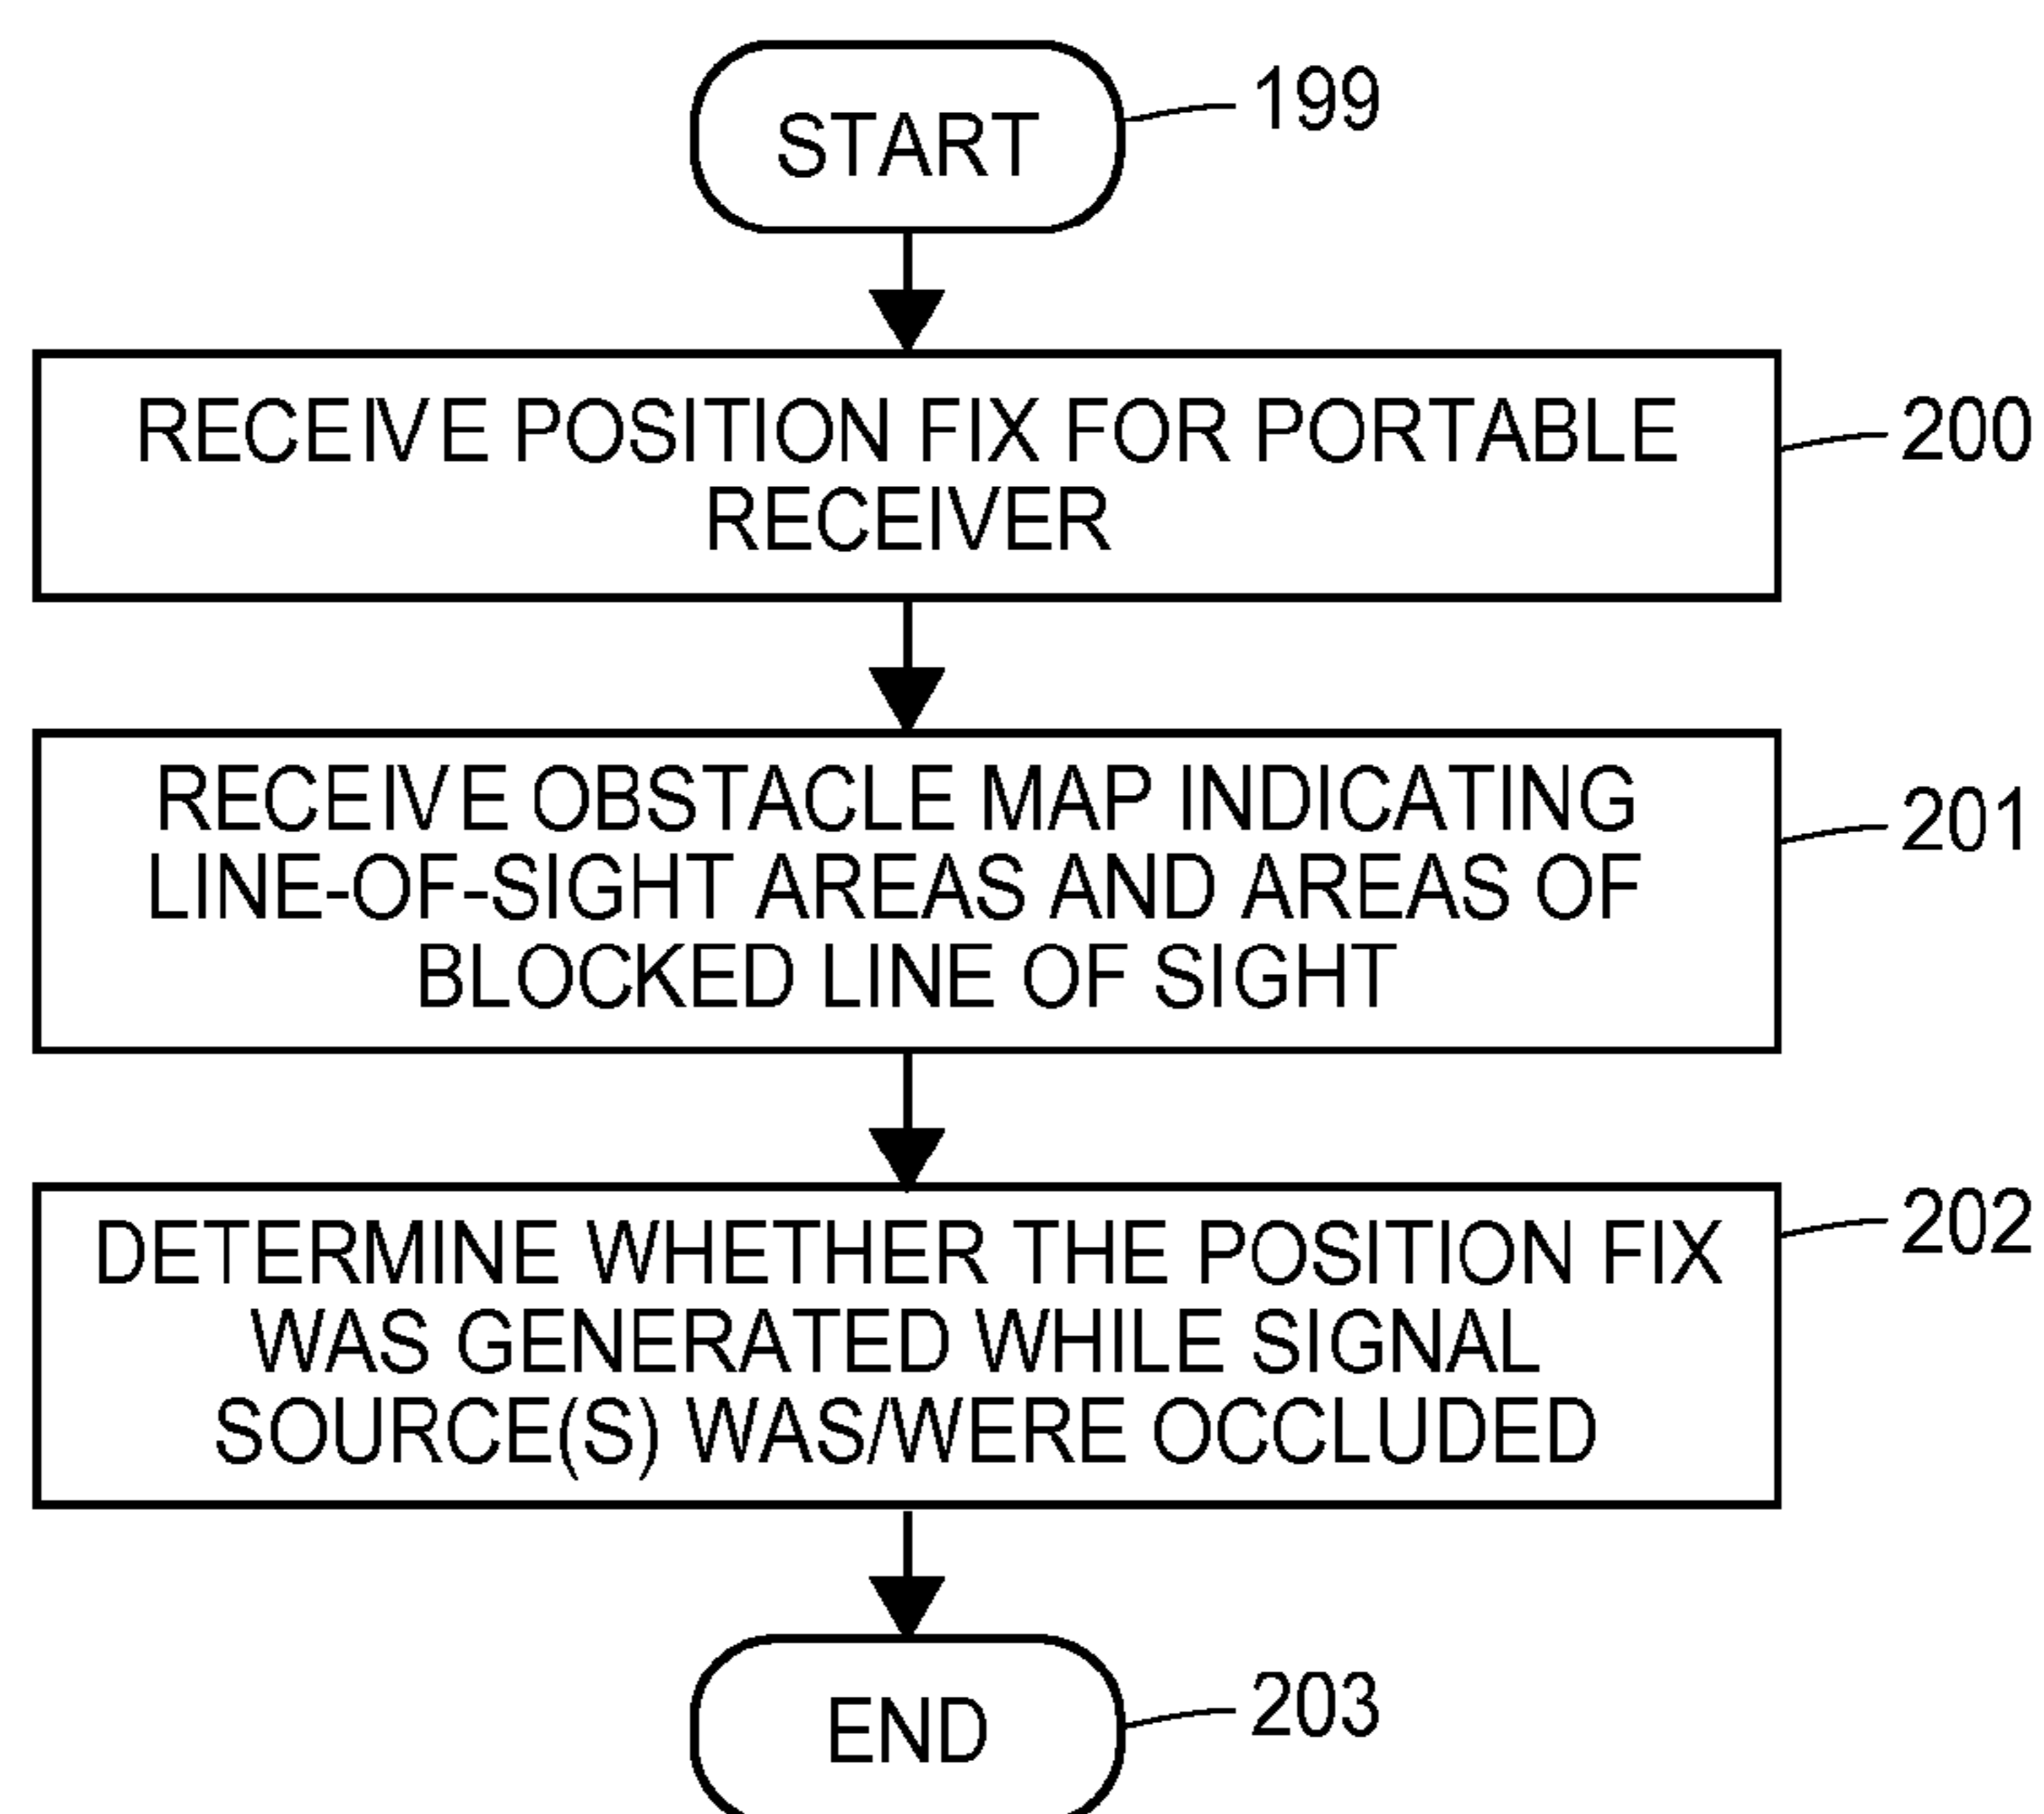 START
199
RECEIVE POSITION FIX FOR PORTABLE
RECEIVER
200
RECEIVE OBSTACLE MAP INDICATING
LINE-OF-SIGHT AREAS AND AREAS OF
BLOCKED LINE OF SIGHT
201
DETERMINE WHETHER THE POSITION FIX
WAS GENERATED WHILE SIGNAL
SOURCE(S) WAS/WERE OCCLUDED
202
END
203